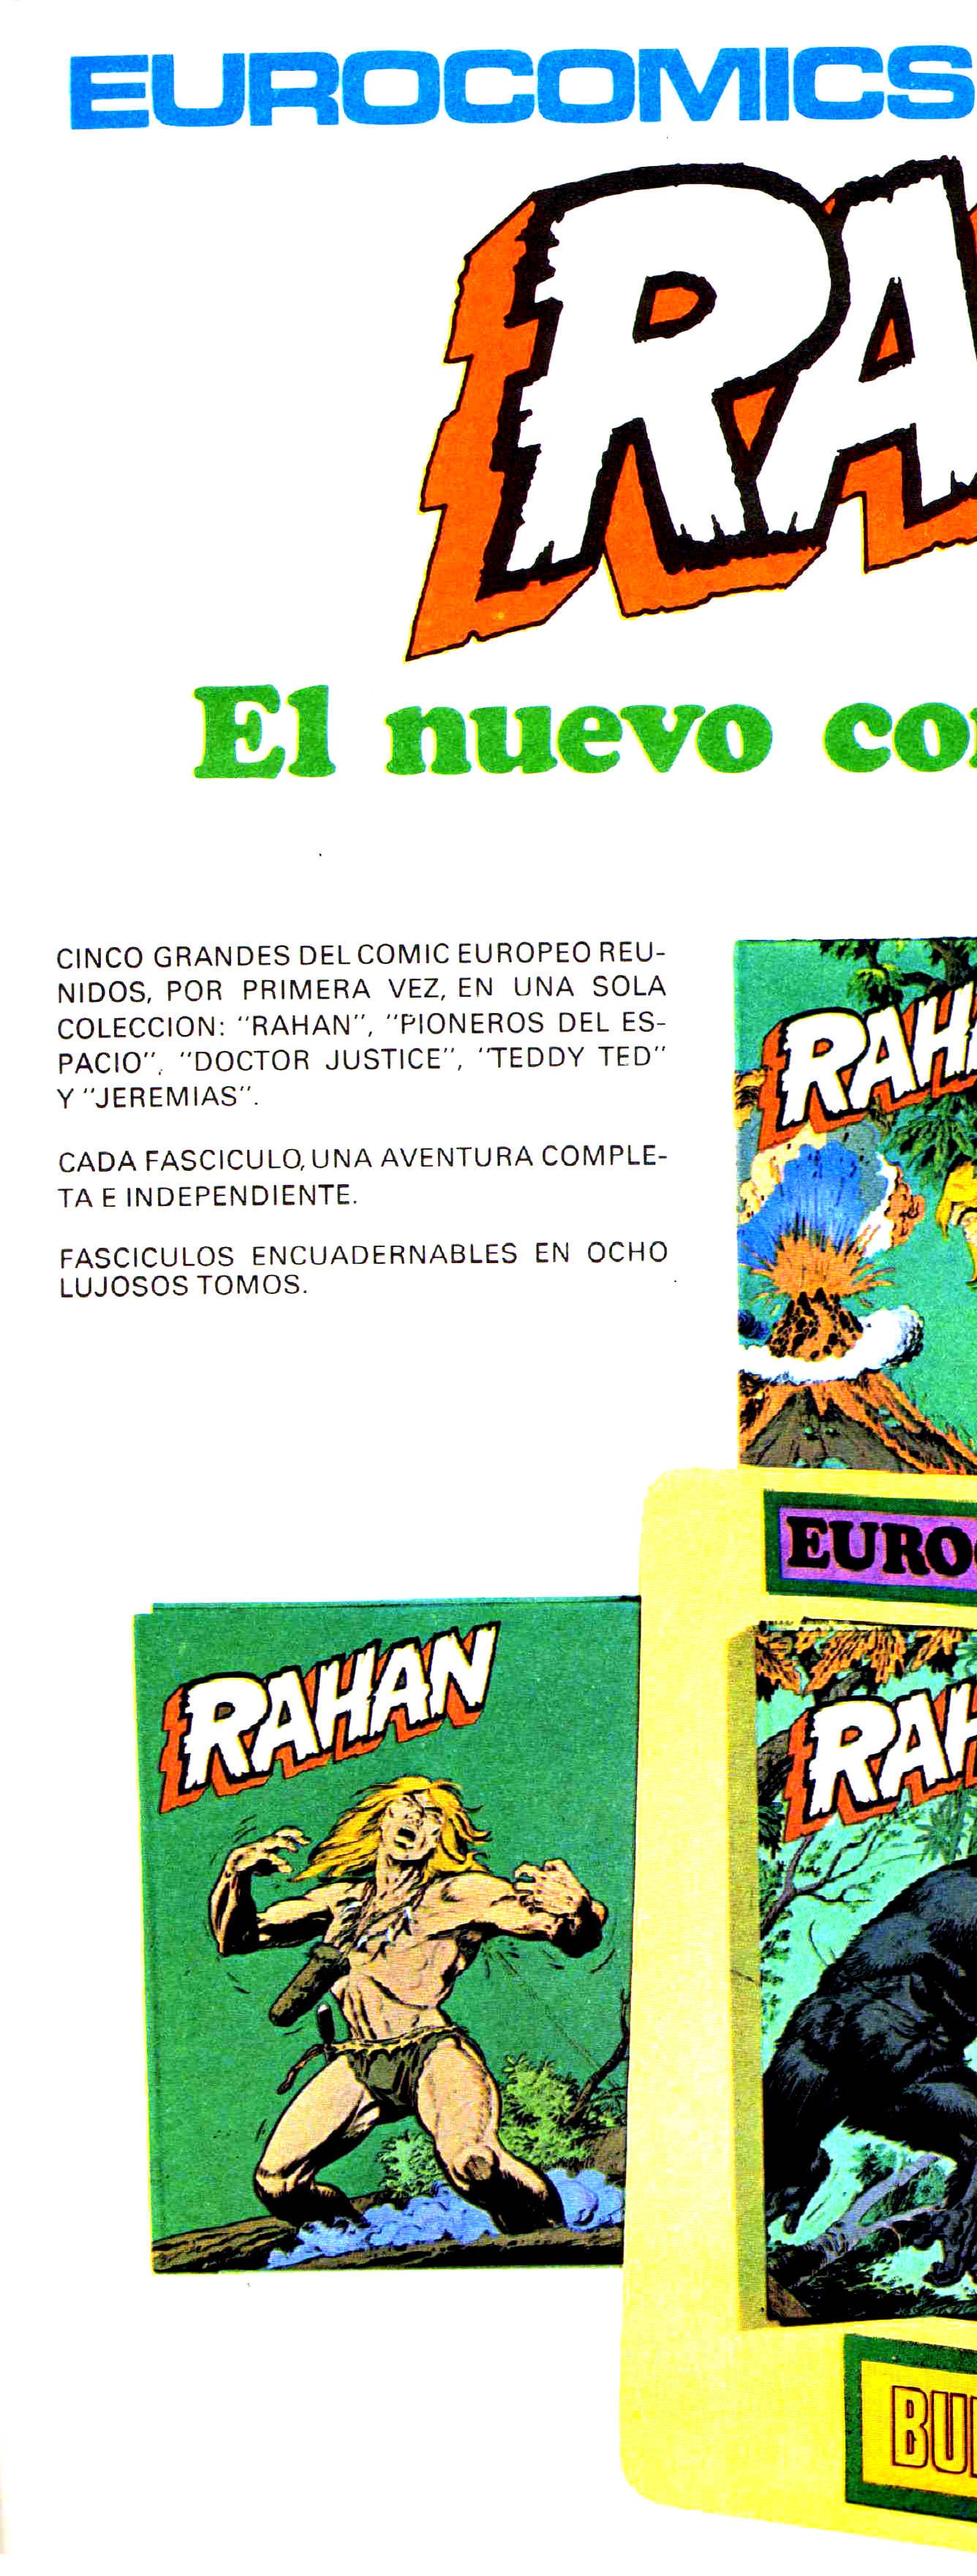 EUROCOMICS
RA
El nuevo co
CINCO GRANDES DEL COMIC EUROPEO REU-
NIDOS, POR PRIMERA VEZ, EN UNA SOLA
COLECCION: "RAHAN", "PIONEROS DEL ES-
PACIO", "DOCTOR JUSTICE", "TEDDY TED"
Y "JEREMIAS".
CADA FASCICULO, UNA AVENTURA COMPLE-
TA E INDEPENDIENTE.
FASCICULOS ENCUADERNABLES EN OCHO
LUJOSOS TOMOS.
RAH
EURO
RAHAN
RAH
BU